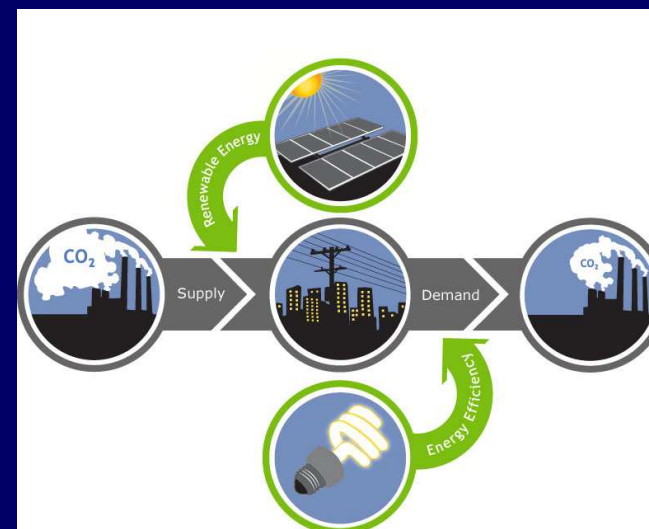 Renewable Energy
CO₂
Supply
Demand
CO₂
Energy Efficiency